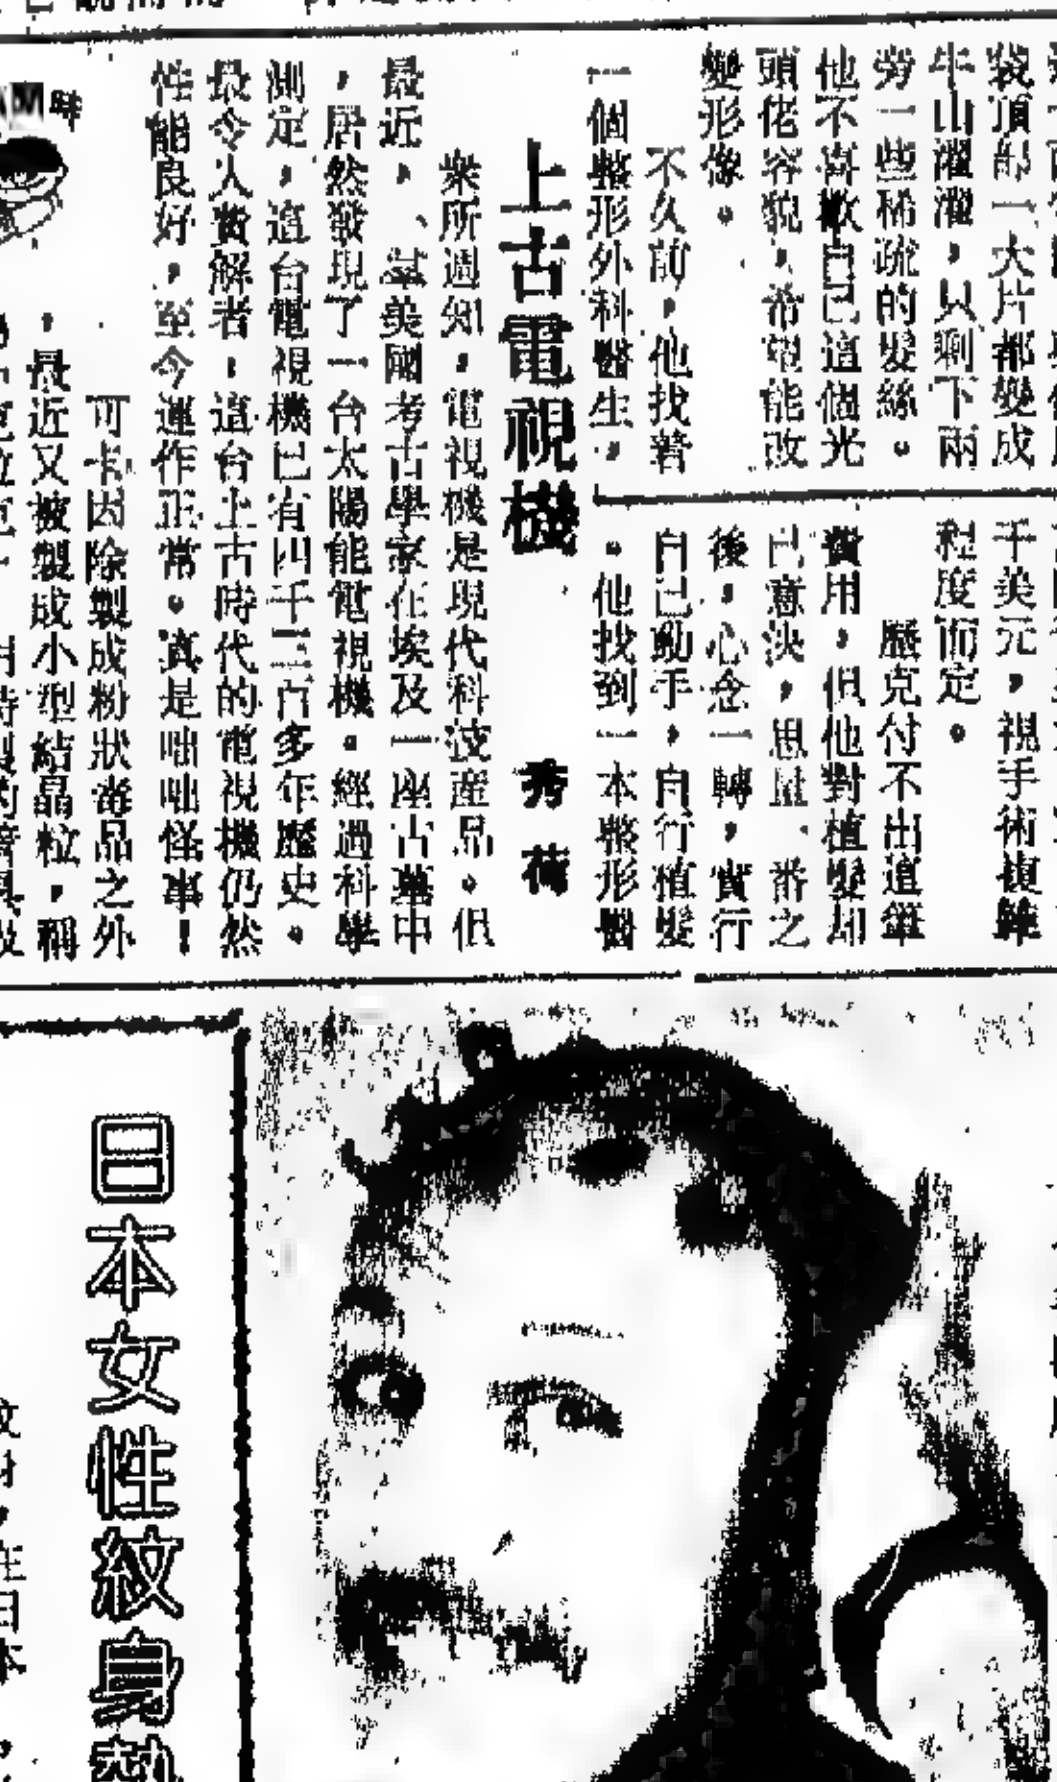 袋頂部一大片都變成
牛山濯濯，只剩下兩
旁一些稀疏的髮絲。
他不喜歡自己這個光
頭佬容貌，常望能改
變形像。
不久前，他找著
一個整形外科醫生，
千美元，視手術複雜
程度而定。
壓克付不出這筆
費用，但他對植髮却
已意決，思量一番之
後，心念一轉，實行
自己動手，自行植髮
。他找到一本整形醫
上古電視機
秀荷
衆所週知，電視機是現代科技産品。但
最近，美國考古學家在埃及一座古墓中
，居然發現了一台太陽能電視機。經過科學
測定，這台電視機已有四千三百多年歷史。
最令人費解者，這台上古時代的電視機仍然
性能良好，至今運作正常。真是咄咄怪事！
可卡因除製成粉狀毒品之外
，最近又被製成小型結晶粒，稱
日本女性紋身